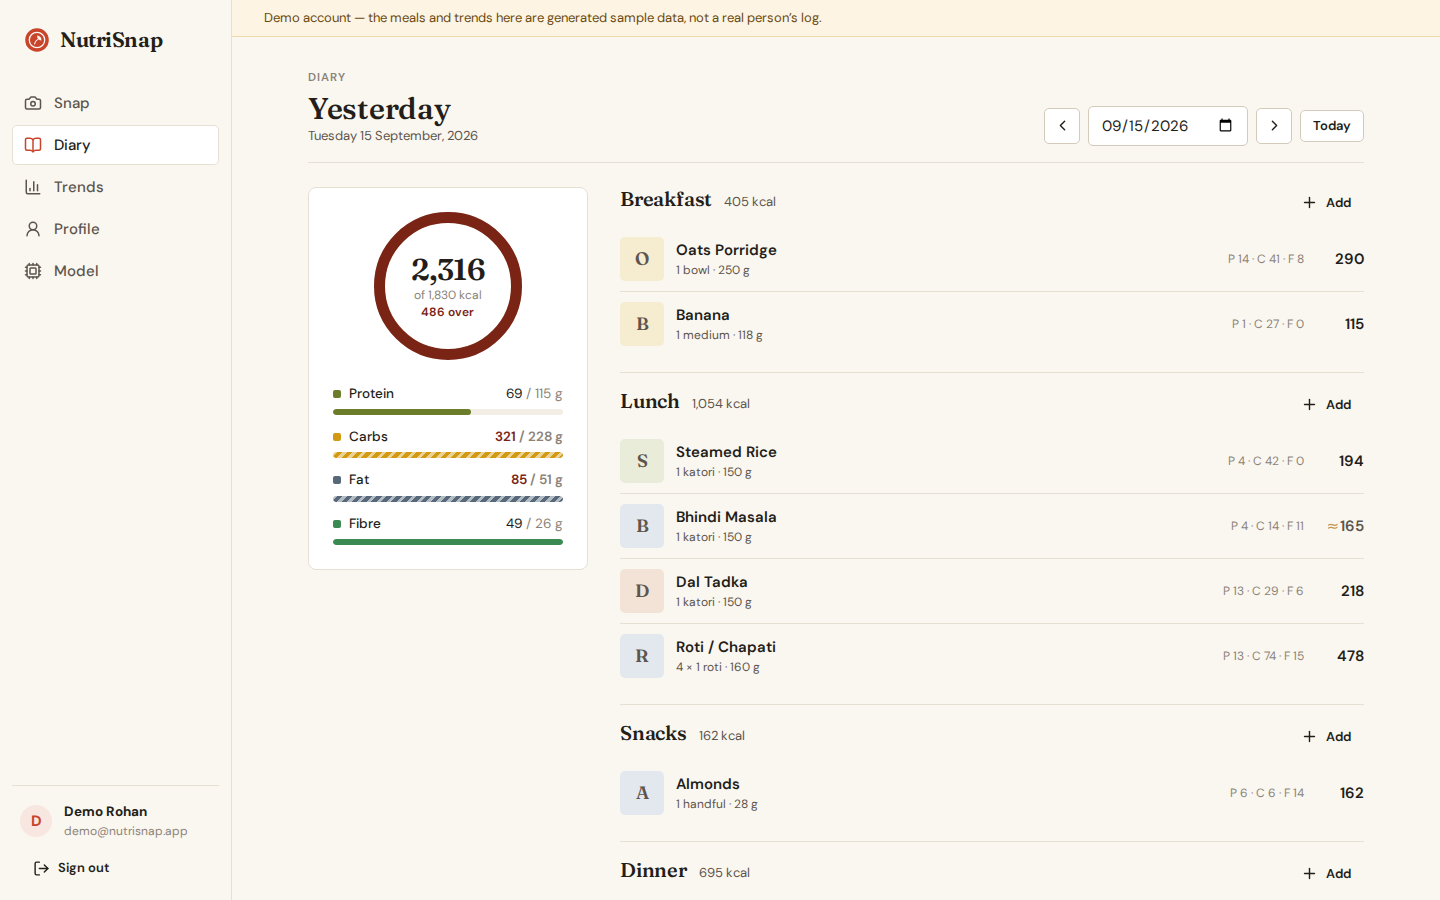 Demo account — the meals and trends here are generated sample data, not a real person's log.
NutriSnap
Snap
Diary
Trends
Profile
Model
Demo Rohan
D
demo@nutrisnap.app
Sign out
DIARY
Yesterday
Tuesday 15 September, 2026
09/15/2026
Today
2,316
of 1,830 kcal
486 over
Protein 69 / 115 g
Carbs 321 / 228 g
Fat 85 / 51 g
Fibre 49 / 26 g
Breakfast 405 kcal + Add
O
Oats Porridge
1 bowl · 250 g
P 14 · C 41 · F 8 290
B
Banana
1 medium · 118 g
P 1 · C 27 · F 0 115
Lunch 1,054 kcal + Add
S
Steamed Rice
1 katori · 150 g
P 4 · C 42 · F 0 194
B
Bhindi Masala
1 katori · 150 g
P 4 · C 14 · F 11 ≈165
D
Dal Tadka
1 katori · 150 g
P 13 · C 29 · F 6 218
R
Roti / Chapati
4 × 1 roti · 160 g
P 13 · C 74 · F 15 478
Snacks 162 kcal + Add
A
Almonds
1 handful · 28 g
P 6 · C 6 · F 14 162
Dinner 695 kcal + Add